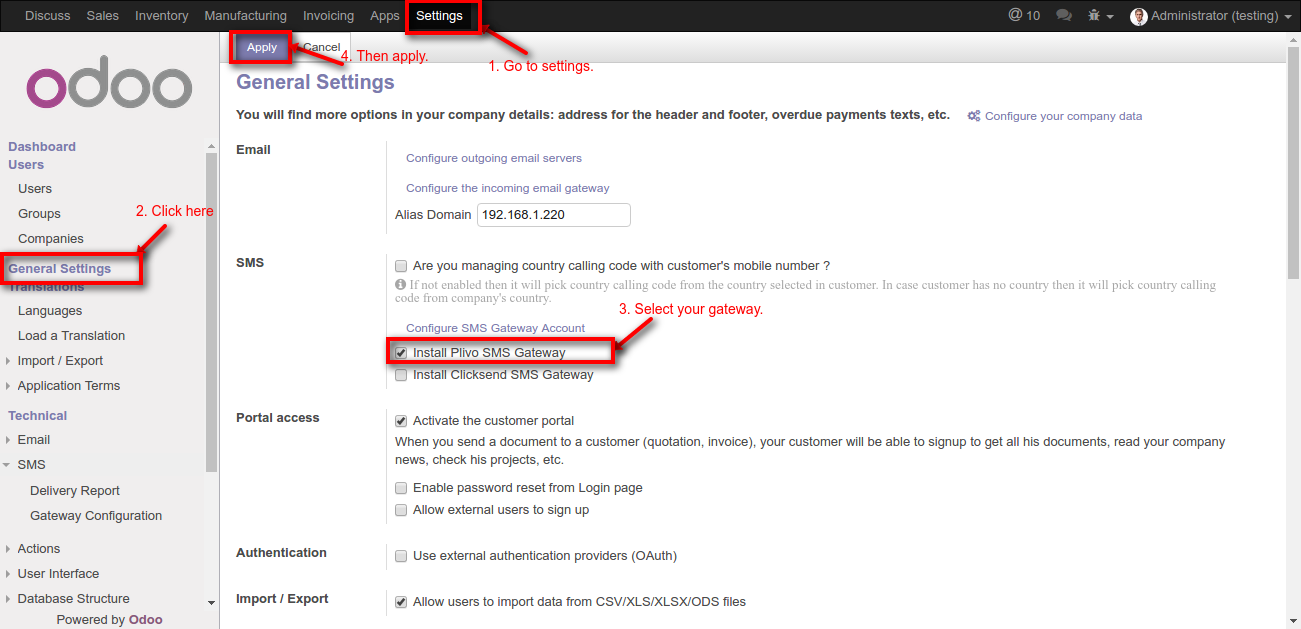 Discuss Sales Inventory Manufacturing Invoicing Apps Settings @ 10 Administrator (testing)
Apply Cancel
4. Then apply.
1. Go to settings.
odoo
Dashboard
Users
Users
Groups
2. Click here
Companies
General Settings
Translations
Languages
Load a Translation
Import / Export
Application Terms
Technical
Email
SMS
Delivery Report
Gateway Configuration
Actions
User Interface
Database Structure
Powered by Odoo
General Settings
You will find more options in your company details: address for the header and footer, overdue payments texts, etc. Configure your company data
Email
Configure outgoing email servers
Configure the incoming email gateway
Alias Domain 192.168.1.220
SMS
Are you managing country calling code with customer's mobile number ?
If not enabled then it will pick country calling code from the country selected in customer. In case customer has no country then it will pick country calling
code from company's country.
3. Select your gateway.
Configure SMS Gateway Account
Install Plivo SMS Gateway
Install Clicksend SMS Gateway
Portal access
Activate the customer portal
When you send a document to a customer (quotation, invoice), your customer will be able to signup to get all his documents, read your company
news, check his projects, etc.
Enable password reset from Login page
Allow external users to sign up
Authentication
Use external authentication providers (OAuth)
Import / Export
Allow users to import data from CSV/XLS/XLSX/ODS files